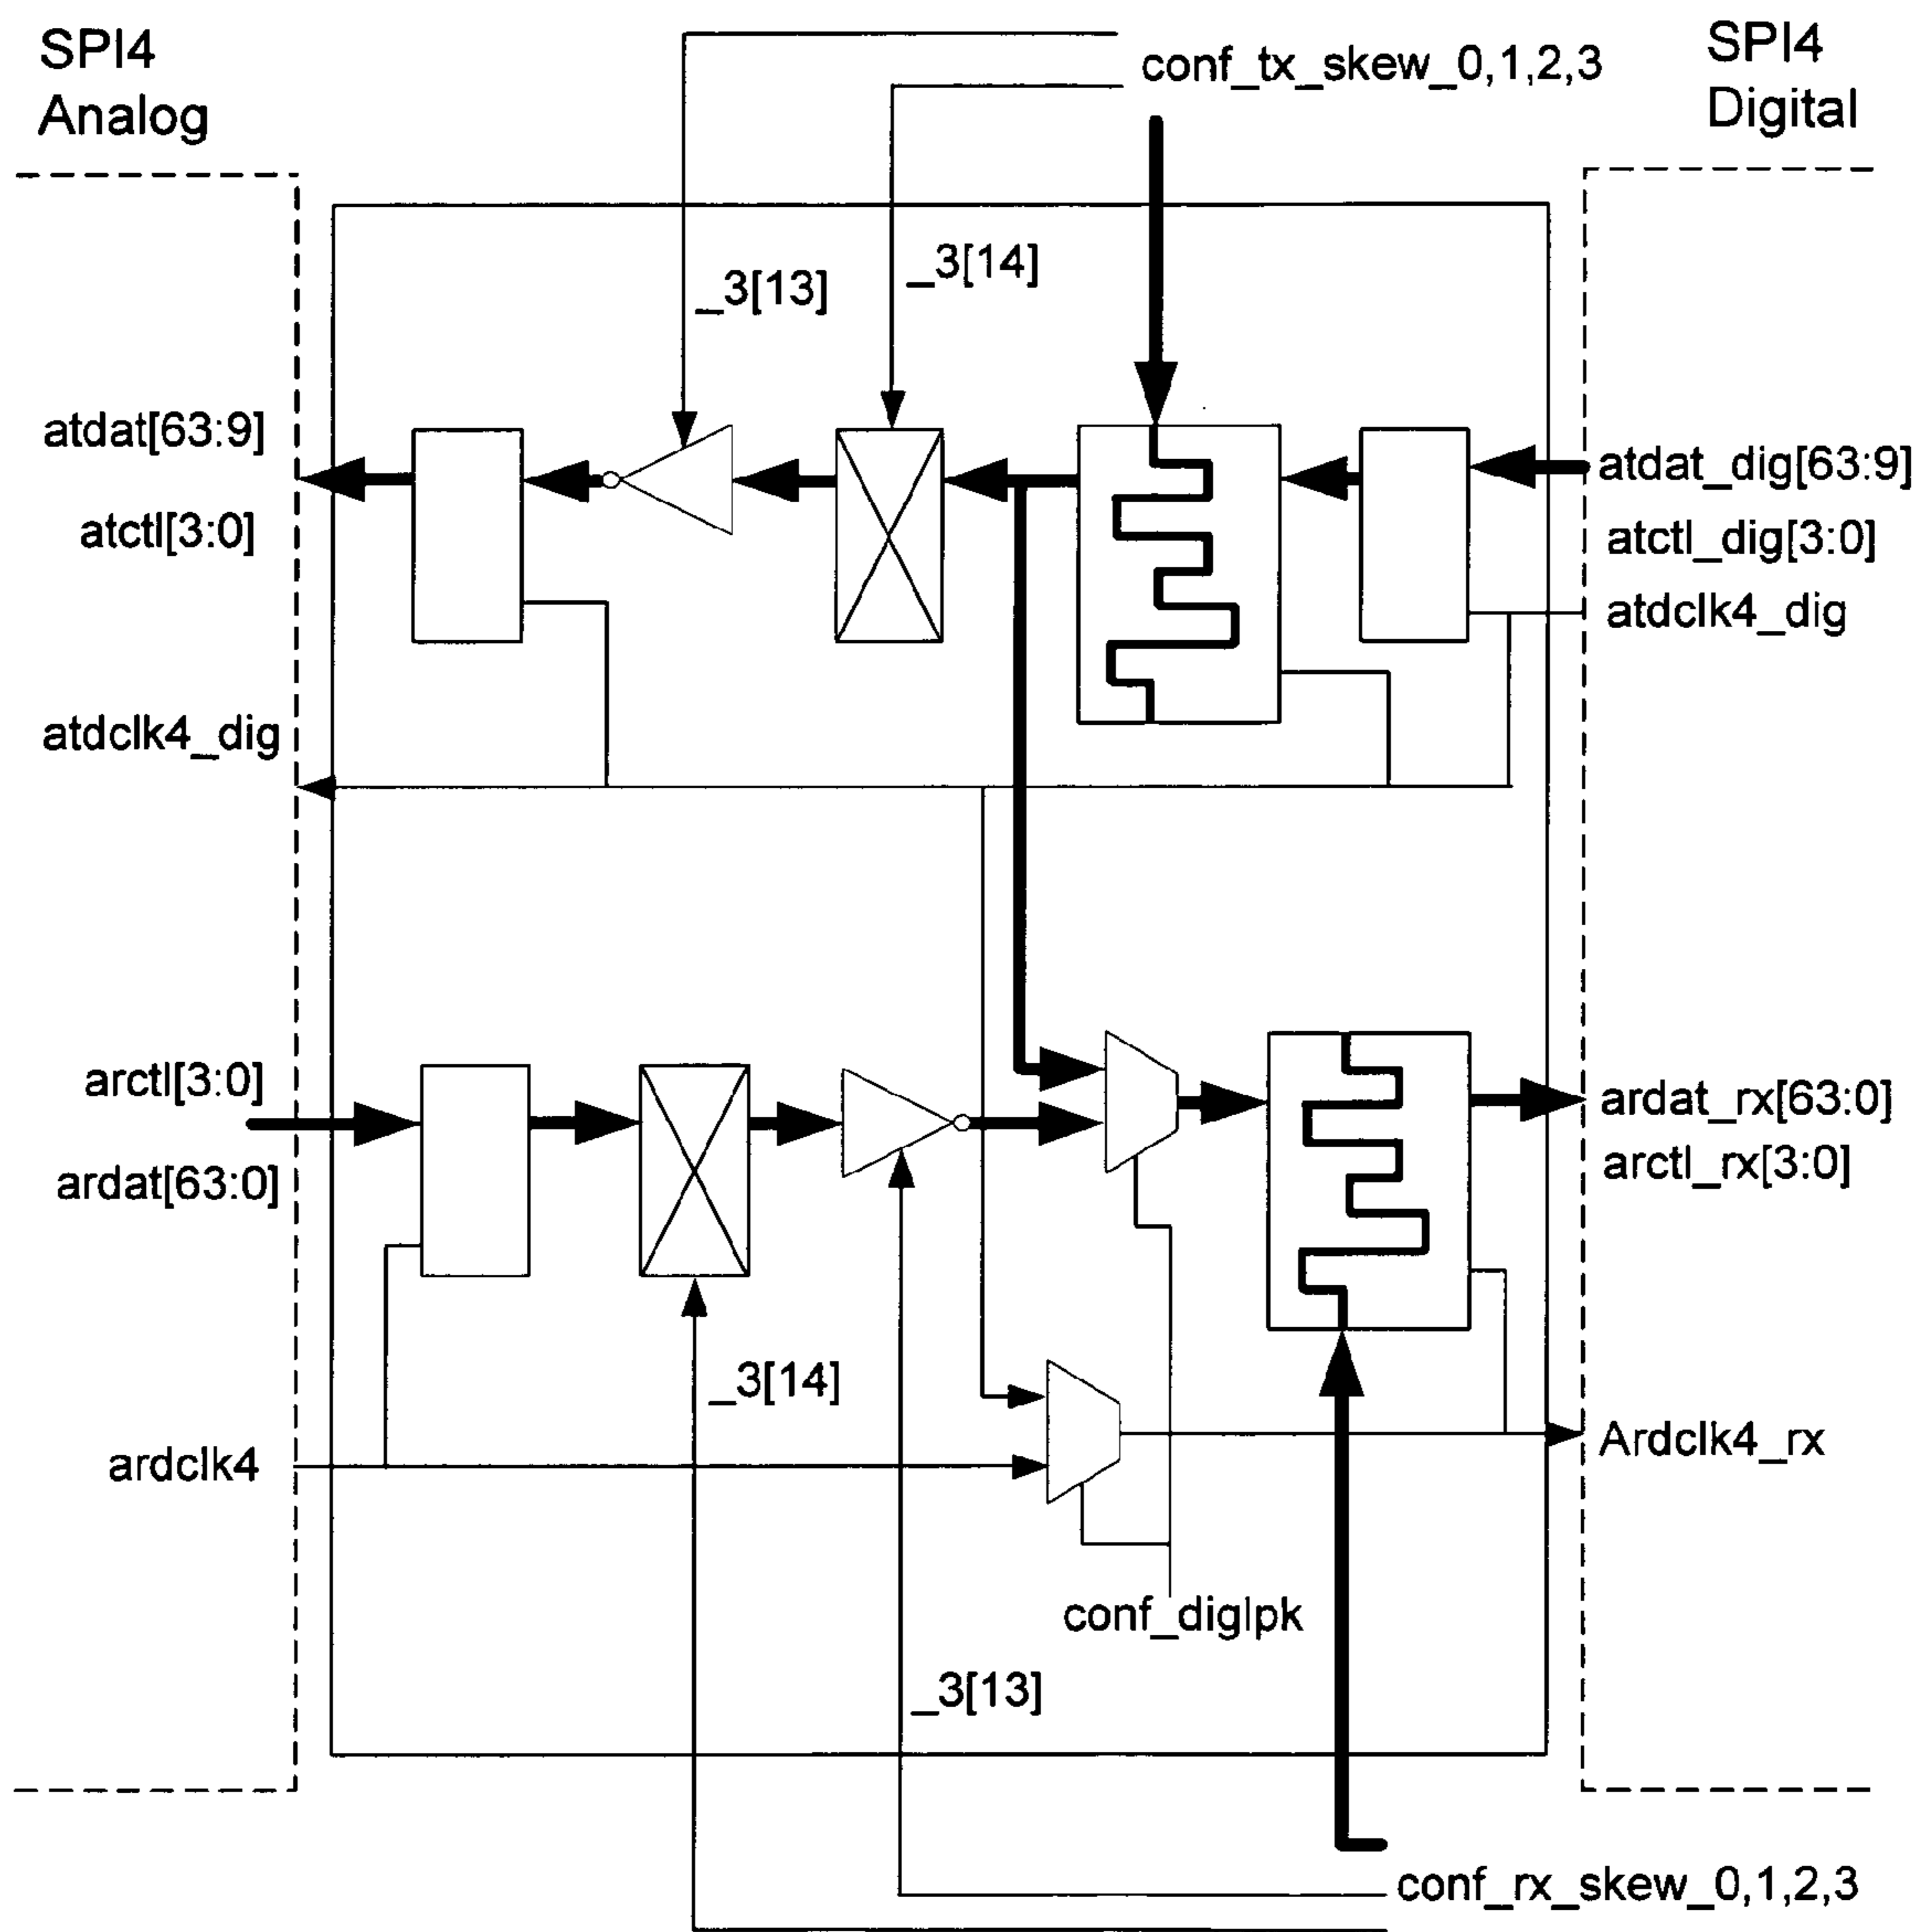 SPI4
Analog
SPI4
Digital
conf_tx_skew_0,1,2,3
_3[13]
_3[14]
atdat[63:9]
atctl[3:0]
atdclk4_dig
atdat_dig[63:9]
atctl_dig[3:0]
atdclk4_dig
arctl[3:0]
ardat[63:0]
ardclk4
ardat_rx[63:0]
arctl_rx[3:0]
_3[14]
Ardclk4_rx
conf_diglpk
_3[13]
conf_rx_skew_0,1,2,3